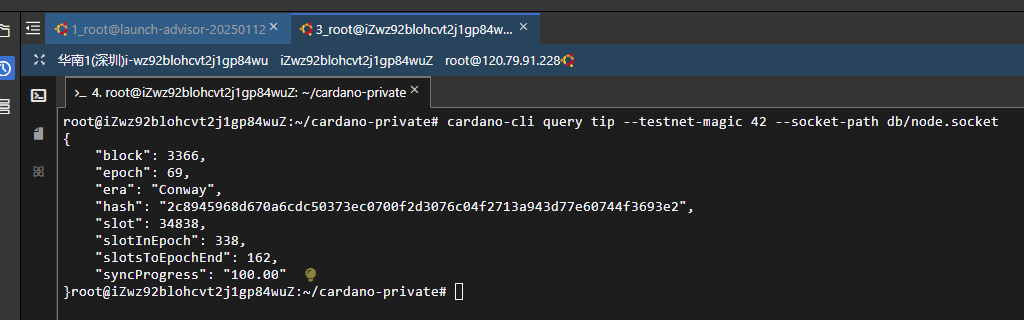 1_root@launch-advisor-20250112
3_root@iZwz92blohcvt2j1gp84w...
华南1(深圳)i-wz92blohcvt2j1gp84wu iZwz92blohcvt2j1gp84wuZ root@120.79.91.228
4. root@iZwz92blohcvt2j1gp84wuZ: ~/cardano-private
root@iZwz92blohcvt2j1gp84wuZ:~/cardano-private# cardano-cli query tip --testnet-magic 42 --socket-path db/node.socket
{
    "block": 3366,
    "epoch": 69,
    "era": "Conway",
    "hash": "2c8945968d670a6cdc50373ec0700f2d3076c04f2713a943d77e60744f3693e2",
    "slot": 34838,
    "slotInEpoch": 338,
    "slotsToEpochEnd": 162,
    "syncProgress": "100.00"
}root@iZwz92blohcvt2j1gp84wuZ:~/cardano-private#